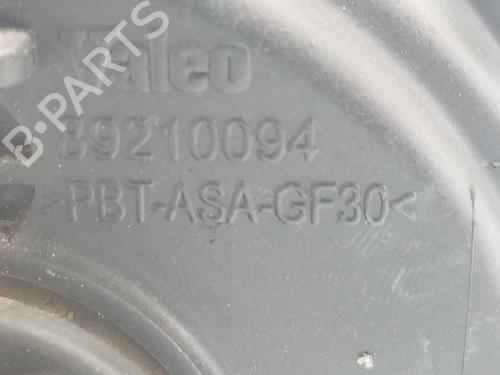 Valeo
89210094
>PBT-ASA-GF30<
B-PARTS